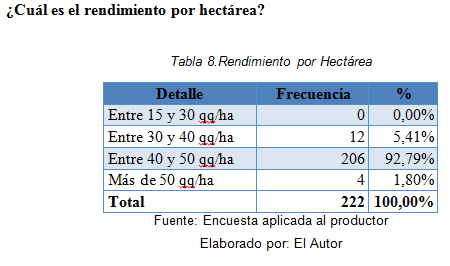 ¿Cuál es el rendimiento por hectárea?
Tabla 8.Rendimiento por Hectárea
Detalle Frecuencia %
Entre 15 y 30 qq/ha 0 0,00%
Entre 30 y 40 qq/ha 12 5,41%
Entre 40 y 50 qq/ha 206 92,79%
Más de 50 qq/ha 4 1,80%
Total 222 100,00%
Fuente: Encuesta aplicada al productor
Elaborado por: El Autor